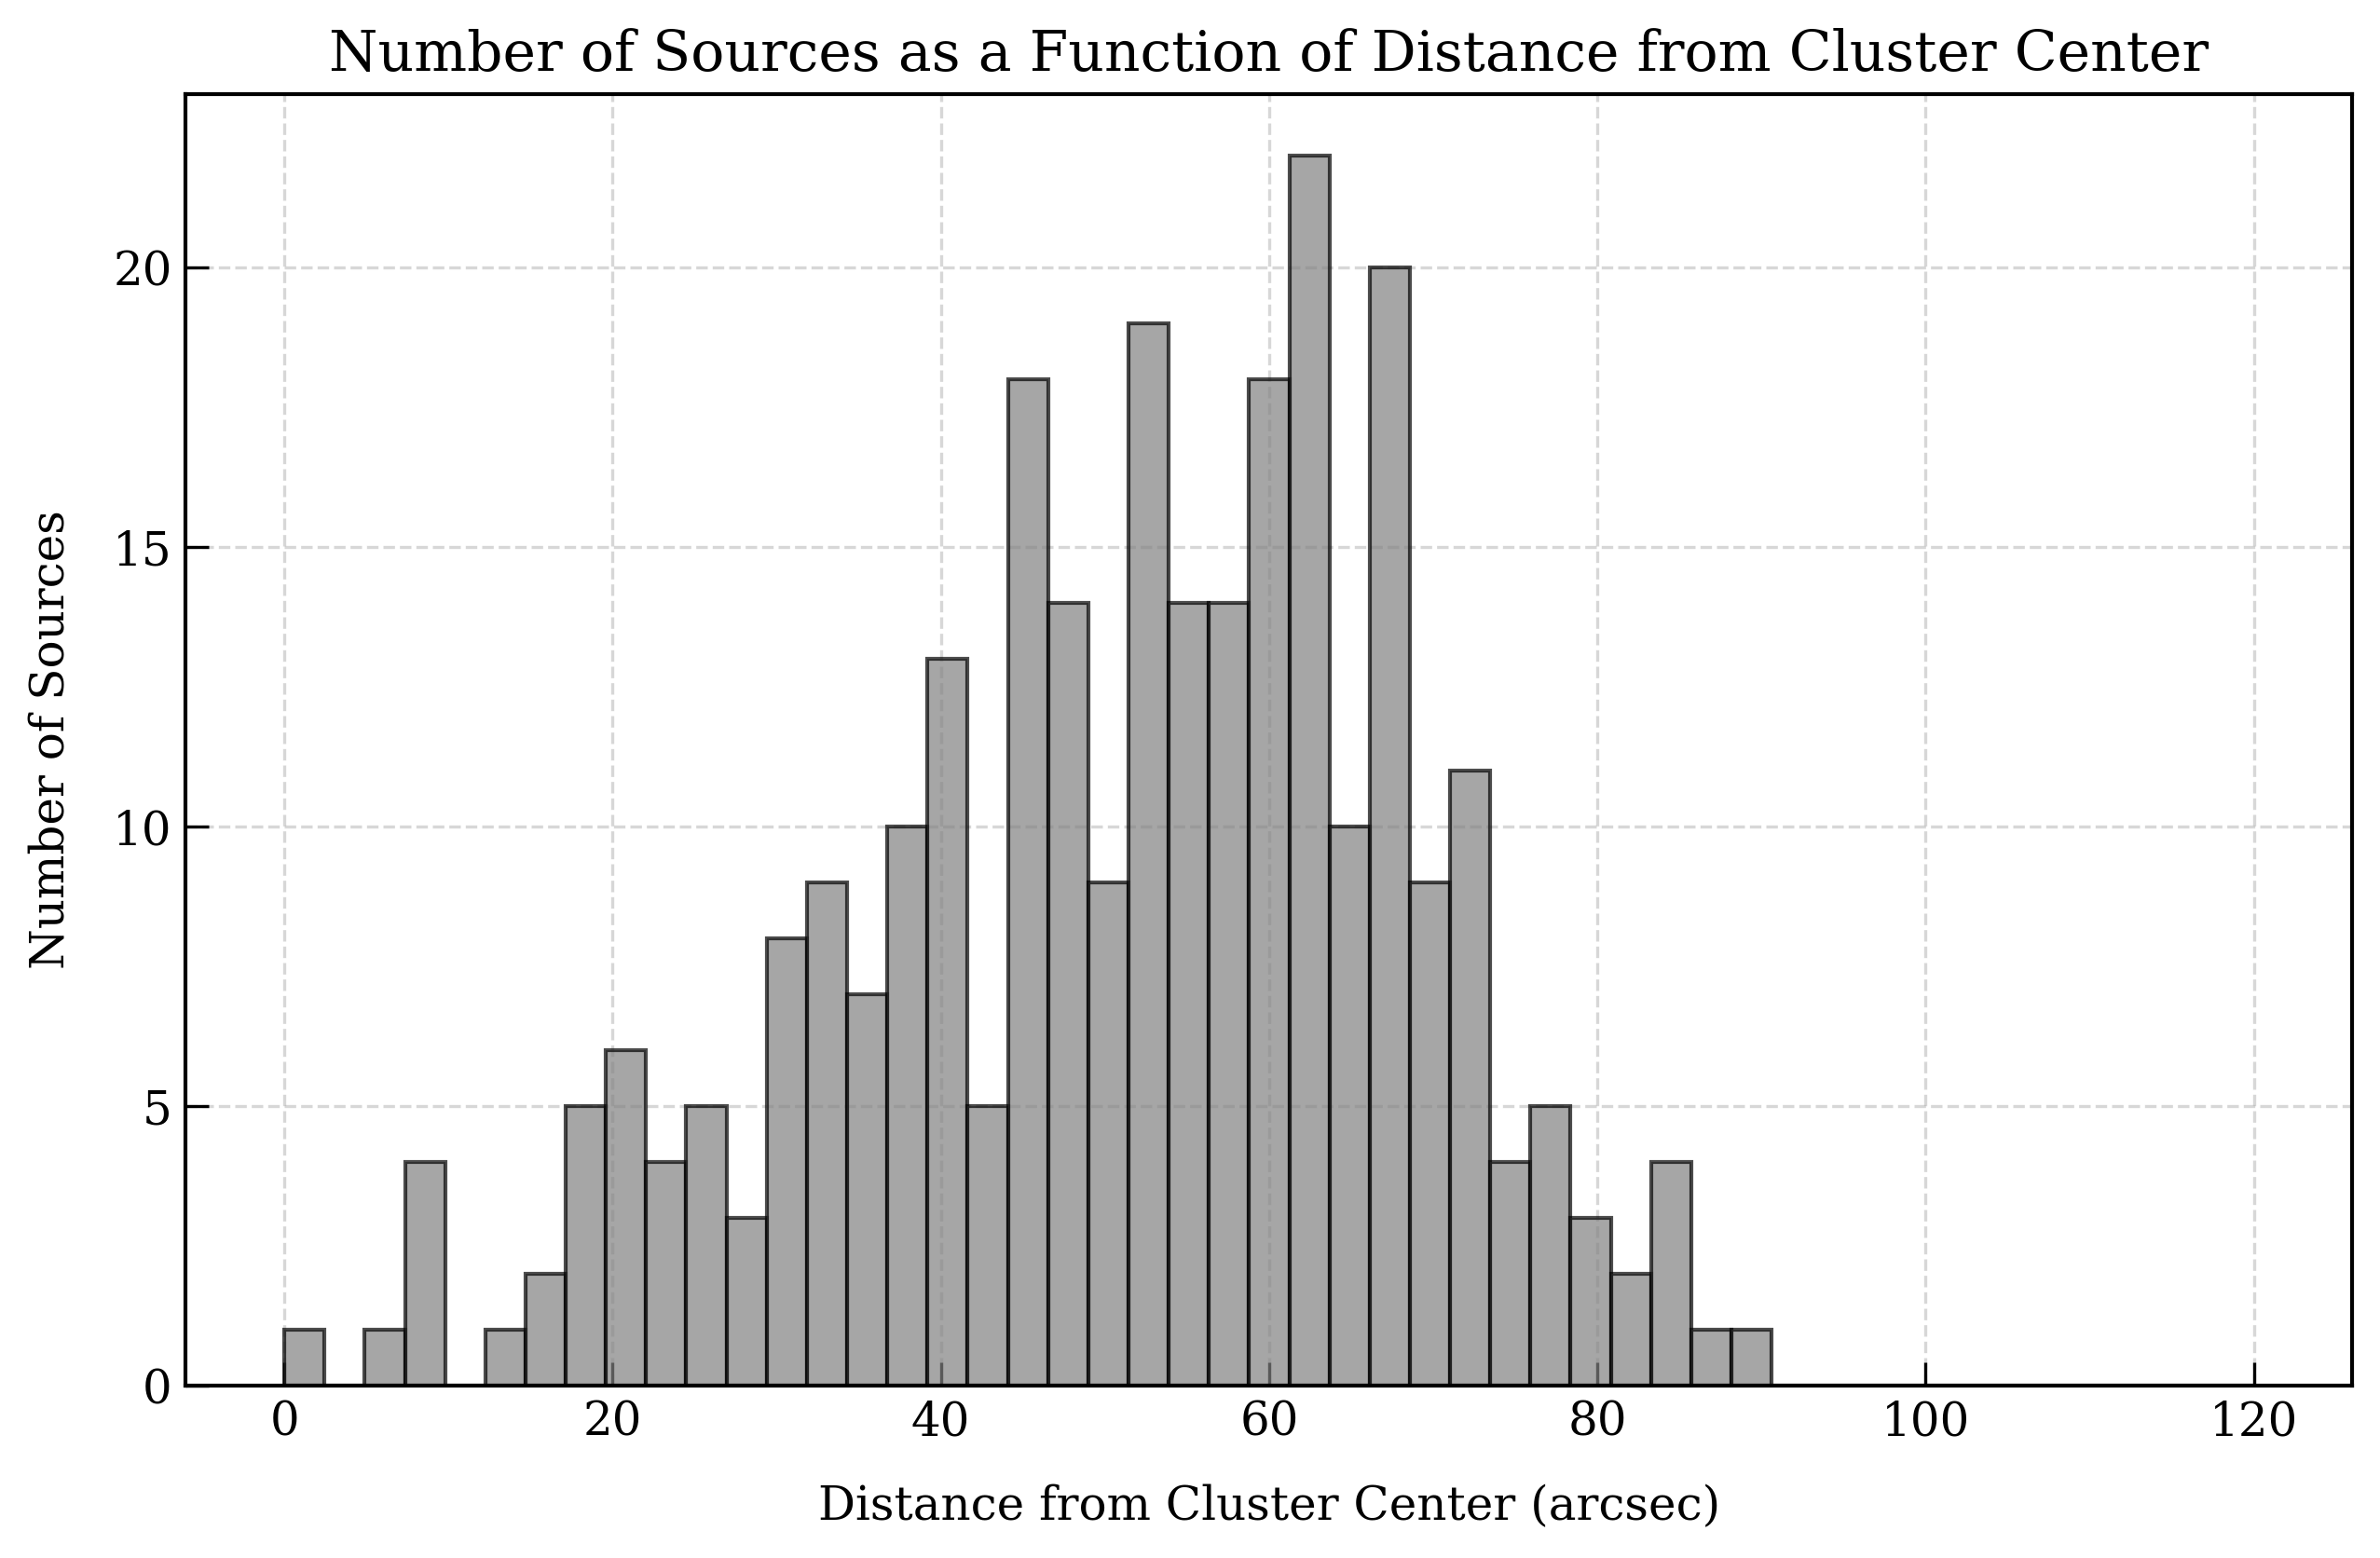 Number of Sources as a Function of Distance from Cluster Center
Number of Sources
20
15
10
5
0
0 20 40 60 80 100 120
Distance from Cluster Center (arcsec)